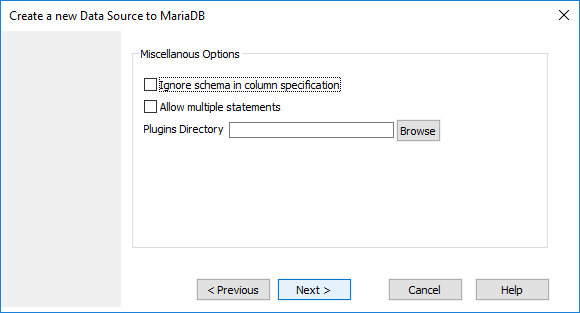 Create a new Data Source to MariaDB
Miscellanous Options
Ignore schema in column specification
Allow multiple statements
Plugins Directory
Browse
< Previous
Next >
Cancel
Help